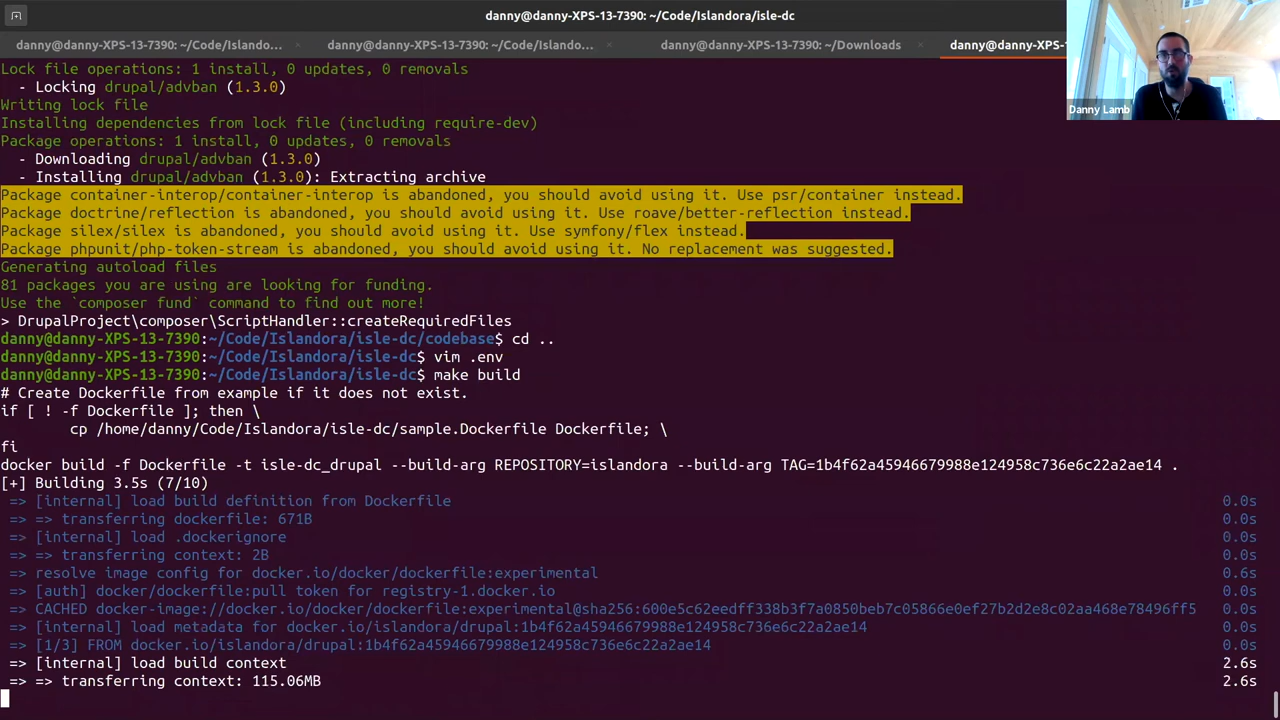 danny@danny-XPS-13-7390: ~/Code/Islandora/isle-dc
danny@danny-XPS-13-7390: ~/Code/Islando...
danny@danny-XPS-13-7390: ~/Code/Islando...
danny@danny-XPS-13-7390: ~/Downloads
danny@danny-XPS-1
Danny Lamb
Lock file operations: 1 install, 0 updates, 0 removals
- Locking drupal/advban (1.3.0)
Writing lock file
Installing dependencies from lock file (including require-dev)
Package operations: 1 install, 0 updates, 0 removals
- Downloading drupal/advban (1.3.0)
- Installing drupal/advban (1.3.0): Extracting archive
Package container-interop/container-interop is abandoned, you should avoid using it. Use psr/container instead.
Package doctrine/reflection is abandoned, you should avoid using it. Use roave/better-reflection instead.
Package silex/silex is abandoned, you should avoid using it. Use symfony/flex instead.
Package phpunit/php-token-stream is abandoned, you should avoid using it. No replacement was suggested.
Generating autoload files
81 packages you are using are looking for funding.
Use the `composer fund` command to find out more!
> DrupalProject\composer\ScriptHandler::createRequiredFiles
danny@danny-XPS-13-7390:~/Code/Islandora/isle-dc/codebase$ cd ..
danny@danny-XPS-13-7390:~/Code/Islandora/isle-dc$ vim .env
danny@danny-XPS-13-7390:~/Code/Islandora/isle-dc$ make build
# Create Dockerfile from example if it does not exist.
if [ ! -f Dockerfile ]; then \
cp /home/danny/Code/Islandora/isle-dc/sample.Dockerfile Dockerfile; \
fi
docker build -f Dockerfile -t isle-dc_drupal --build-arg REPOSITORY=islandora --build-arg TAG=1b4f62a45946679988e124958c736e6c22a2ae14 .
[+] Building 3.5s (7/10)
=> [internal] load build definition from Dockerfile 0.0s
=> => transferring dockerfile: 671B 0.0s
=> [internal] load .dockerignore 0.0s
=> => transferring context: 2B 0.0s
=> resolve image config for docker.io/docker/dockerfile:experimental 0.6s
=> [auth] docker/dockerfile:pull token for registry-1.docker.io 0.0s
=> CACHED docker-image://docker.io/docker/dockerfile:experimental@sha256:600e5c62eedff338b3f7a0850beb7c05866e0ef27b2d2e8c02aa468e78496ff5 0.0s
=> [internal] load metadata for docker.io/islandora/drupal:1b4f62a45946679988e124958c736e6c22a2ae14 0.0s
=> [1/3] FROM docker.io/islandora/drupal:1b4f62a45946679988e124958c736e6c22a2ae14 0.0s
=> [internal] load build context 2.6s
=> => transferring context: 115.06MB 2.6s